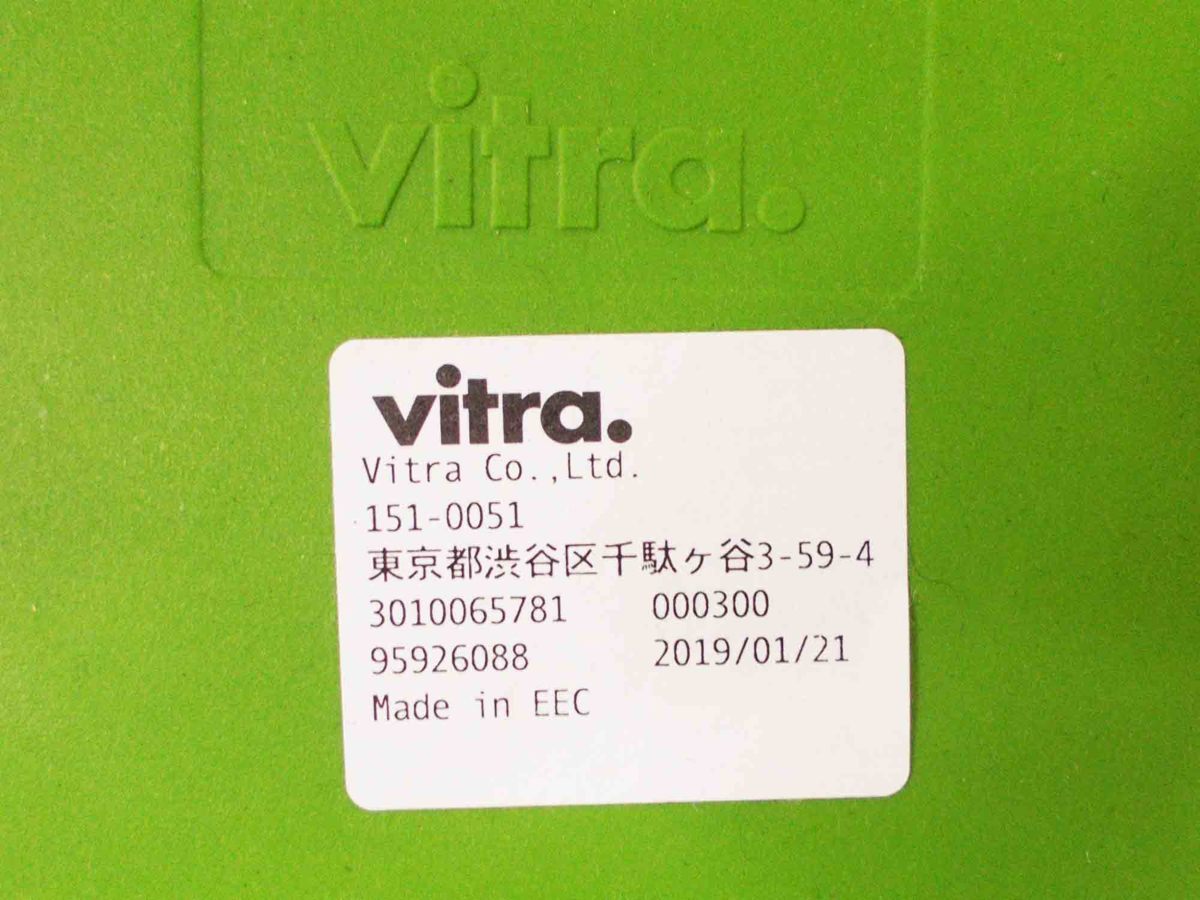 vitra.
vitra.
Vitra Co.,Ltd.
151-0051
東京都渋谷区千駄ヶ谷3-59-4
3010065781 000300
95926088 2019/01/21
Made in EEC